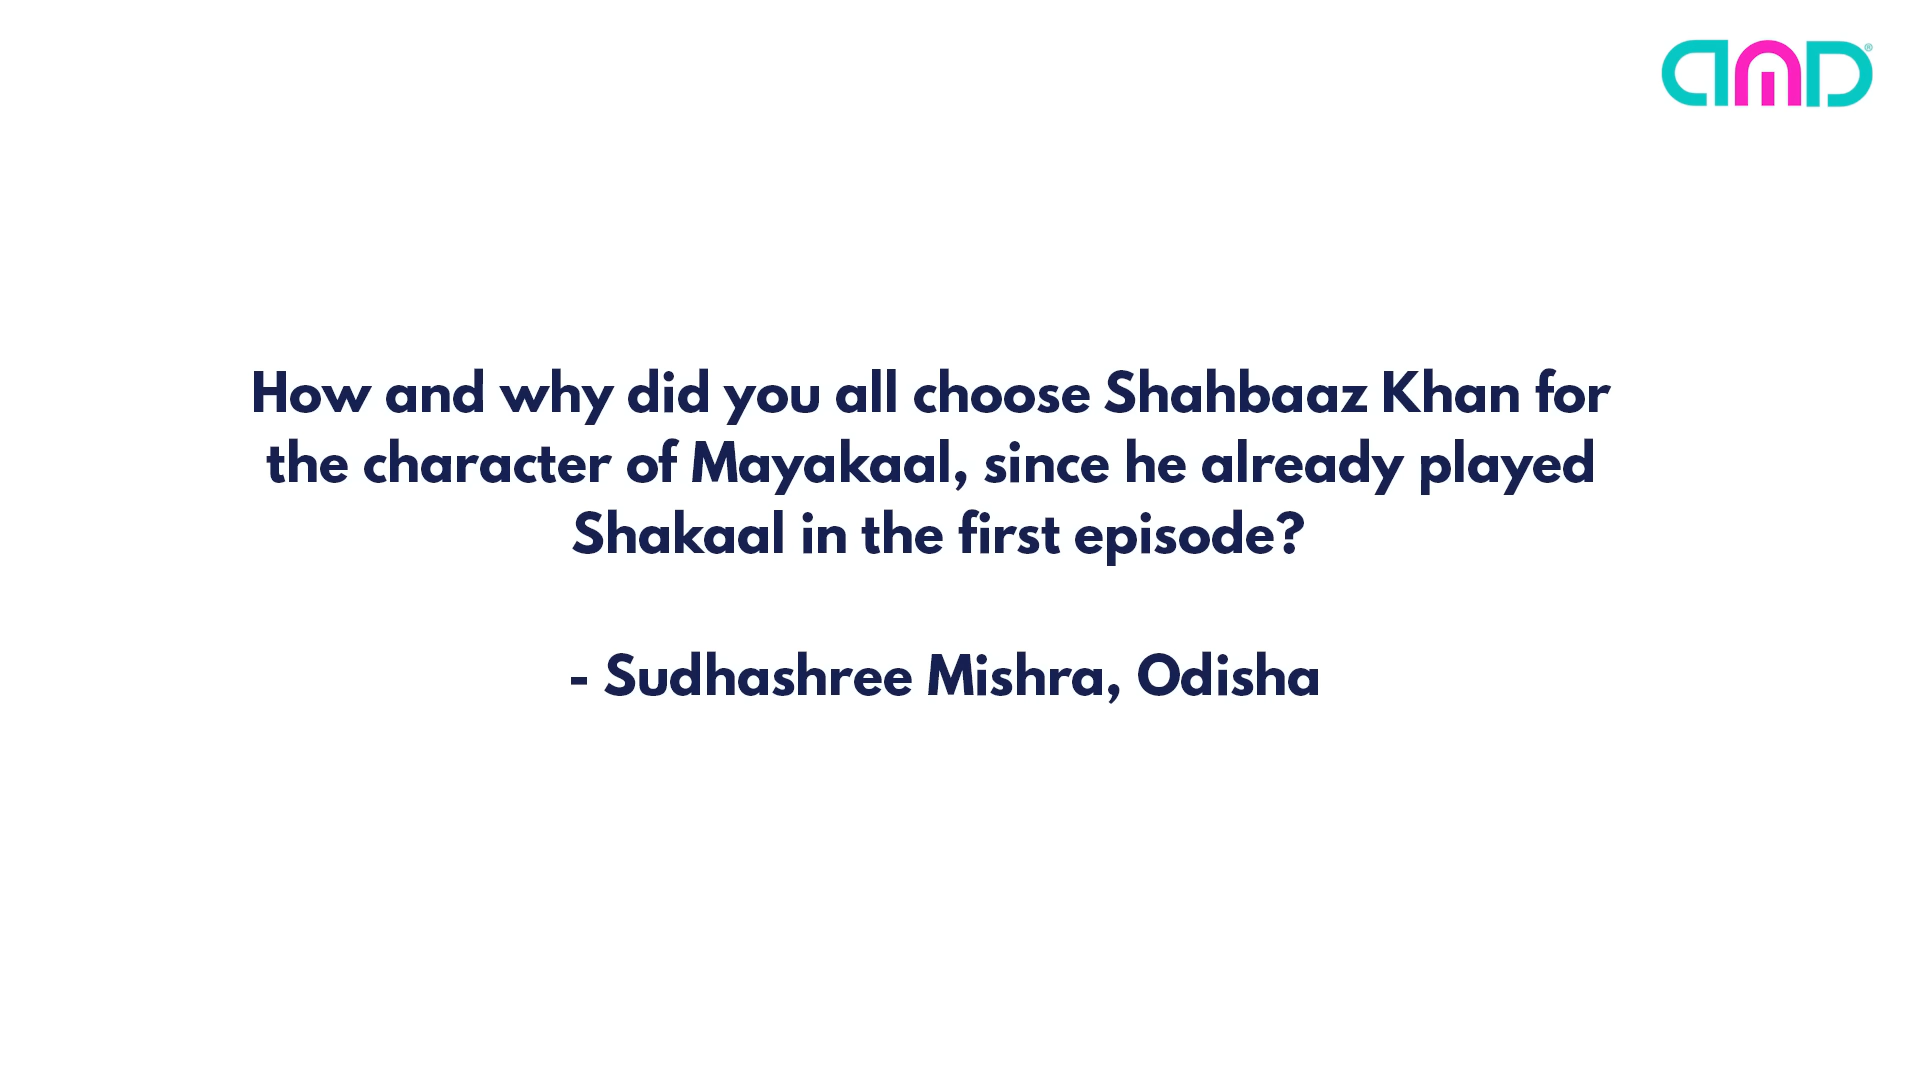 AMD®
How and why did you all choose Shahbaaz Khan for
the character of Mayakaal, since he already played
Shakaal in the first episode?
- Sudhashree Mishra, Odisha